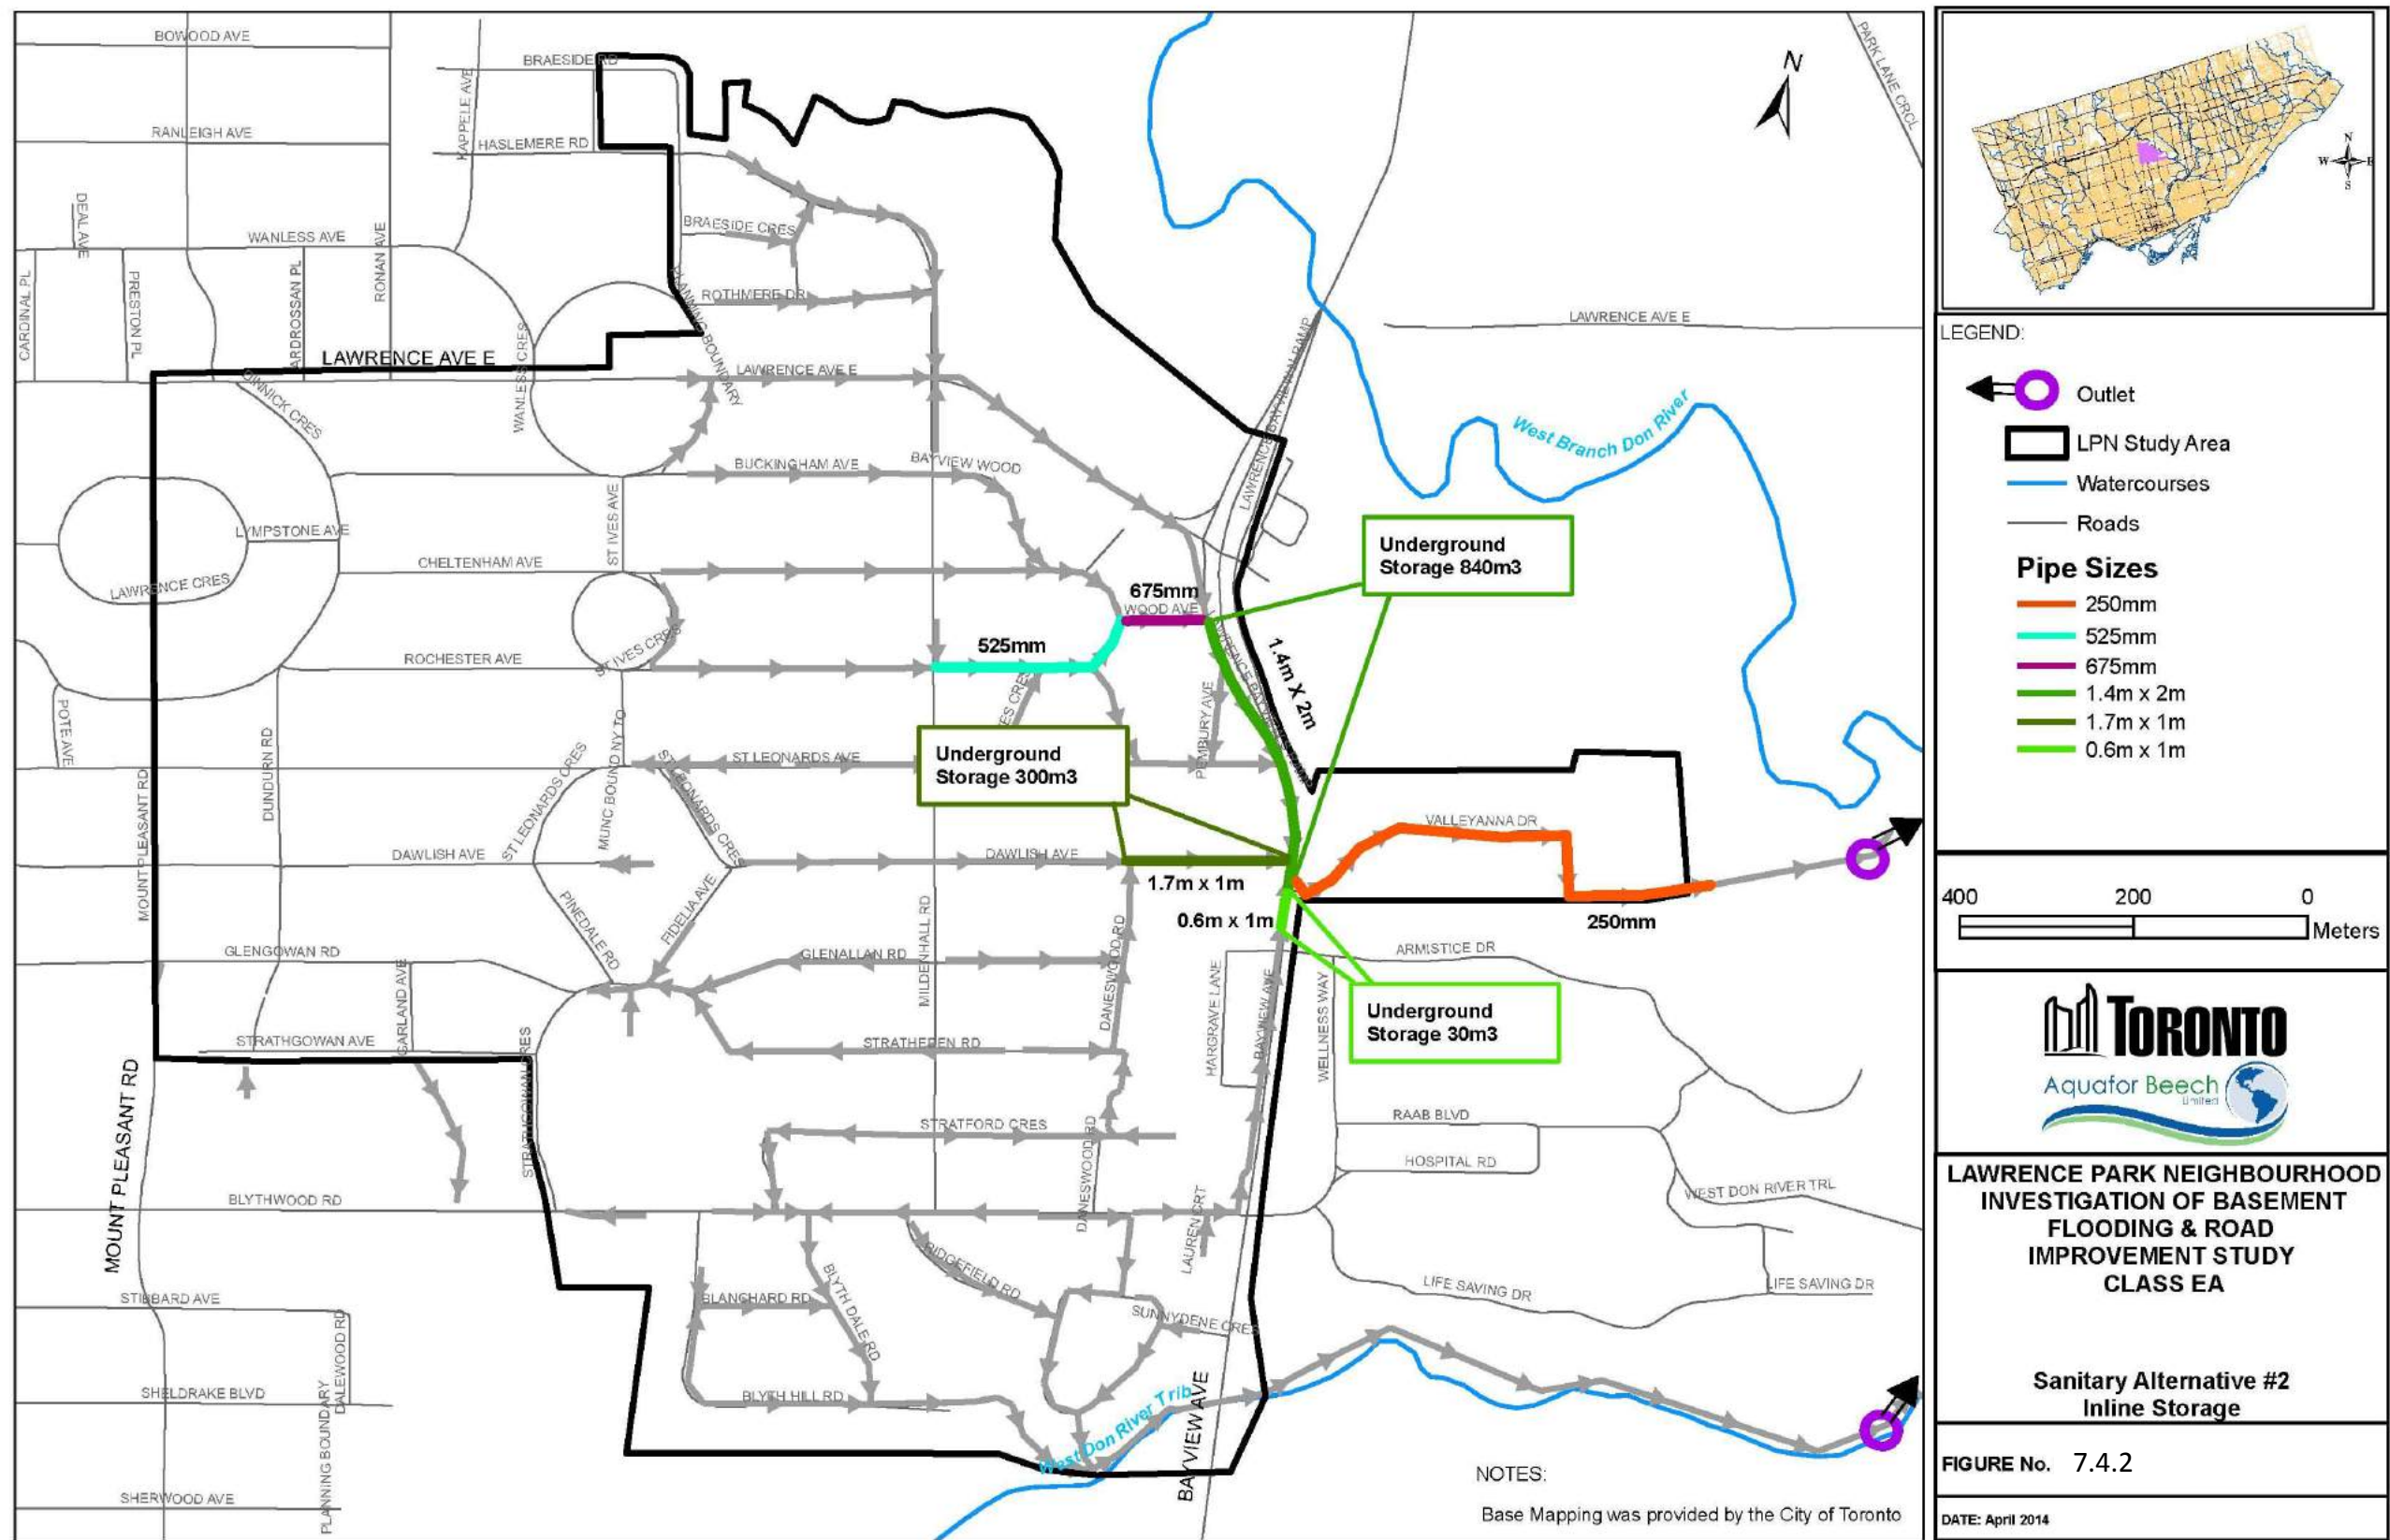 BOWOOD AVE
BRAESIDE RD
KAPPELE AVE
RANLEIGH AVE
HASLEMERE RD
DEAL AVE
WANLESS AVE
RONAN AVE
BRAESIDE CRES
CARDINAL PL
PRESTON PL
ARDROSSAN PL
ROTHMERE DR
PLANNING BOUNDARY
WANLESS CRES
LAWRENCE AVE E
LAWRENCE AVE E
LAWRENCE AVE E
PARK LANE CRCL
N
DINNICK CRES
BUCKINGHAM AVE
BAYVIEW WOOD
LAWRENCE BAYVIEW RAMP
West Branch Don River
LYMPSTONE AVE
ST IVES AVE
CHELTENHAM AVE
LAWRENCE CRES
Underground
Storage 840m3
675mm
WOOD AVE
525mm
ROCHESTER AVE
ST IVES CRES
1.4m X 2m
PEMBURY AVE
POTE AVE
DUNDURN RD
MUNC BOUND NY TO
ST LEONARDS AVE
Underground
Storage 300m3
ST LEONARDS CRES
ST LEONARDS CRES
MOUNT PLEASANT RD
DAWLISH AVE
DAWLISH AVE
VALLEYANNA DR
1.7m x 1m
0.6m x 1m
250mm
PINEDALE RD
FIDELIA AVE
MILDENHALL RD
DANESWOOD RD
GLENGOWAN RD
GLENALLAN RD
ARMISTICE DR
GARLAND AVE
HARGRAVE LANE
BAYVIEW AVE
WELLNESS WAY
Underground
Storage 30m3
STRATHGOWAN AVE
STRATHEDEN RD
STRATHGOWAN CRES
MOUNT PLEASANT RD
STRATFORD CRES
DANESWOOD RD
RAAB BLVD
HOSPITAL RD
WEST DON RIVER TRL
BLYTHWOOD RD
LAUREN CRT
RIDGEFIELD RD
BLANCHARD RD
BLYTH DALE RD
SUNNYDENE CRES
LIFE SAVING DR
LIFE SAVING DR
STIBBARD AVE
DALEWOOD RD
SHELDRAKE BLVD
BLYTH HILL RD
West Don River Trib
BAYVIEW AVE
PLANNING BOUNDARY
SHERWOOD AVE
NOTES:
Base Mapping was provided by the City of Toronto
N
W
E
S
LEGEND:
Outlet
LPN Study Area
Watercourses
Roads
Pipe Sizes
250mm
525mm
675mm
1.4m x 2m
1.7m x 1m
0.6m x 1m
400 200 0
Meters
TORONTO
Aquafor Beech
Limited
LAWRENCE PARK NEIGHBOURHOOD
INVESTIGATION OF BASEMENT
FLOODING & ROAD
IMPROVEMENT STUDY
CLASS EA
Sanitary Alternative #2
Inline Storage
FIGURE No. 7.4.2
DATE: April 2014